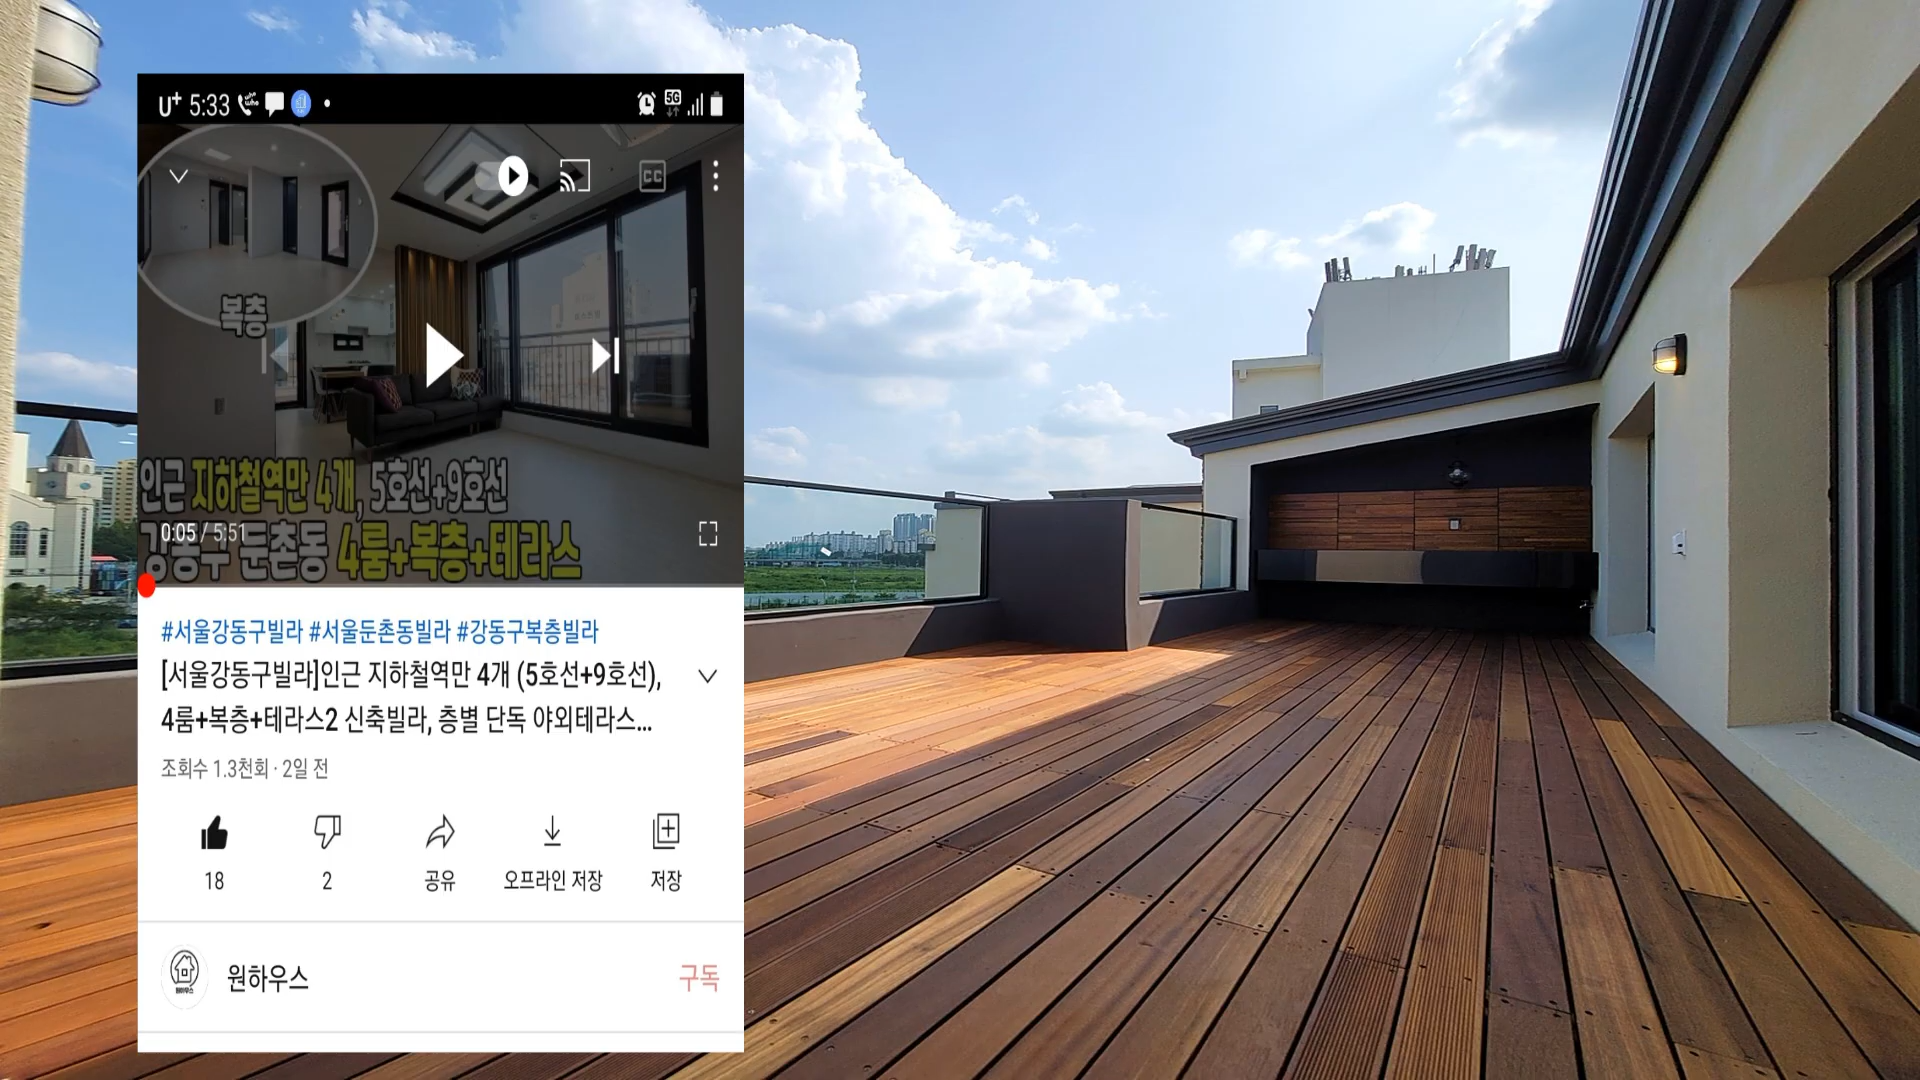 U+ 5:33
5G
CC
복층
인근 지하철역만 4개, 5호선+9호선
0:05 / 5:51
강동구 둔촌동 4룸+복층+테라스
#서울강동구빌라 #서울둔촌동빌라 #강동구복층빌라
[서울강동구빌라]인근 지하철역만 4개 (5호선+9호선),
4룸+복층+테라스2 신축빌라, 층별 단독 야외테라스...
조회수 1.3천회 · 2일 전
18
2
공유
오프라인 저장
저장
원하우스
원하우스
구독